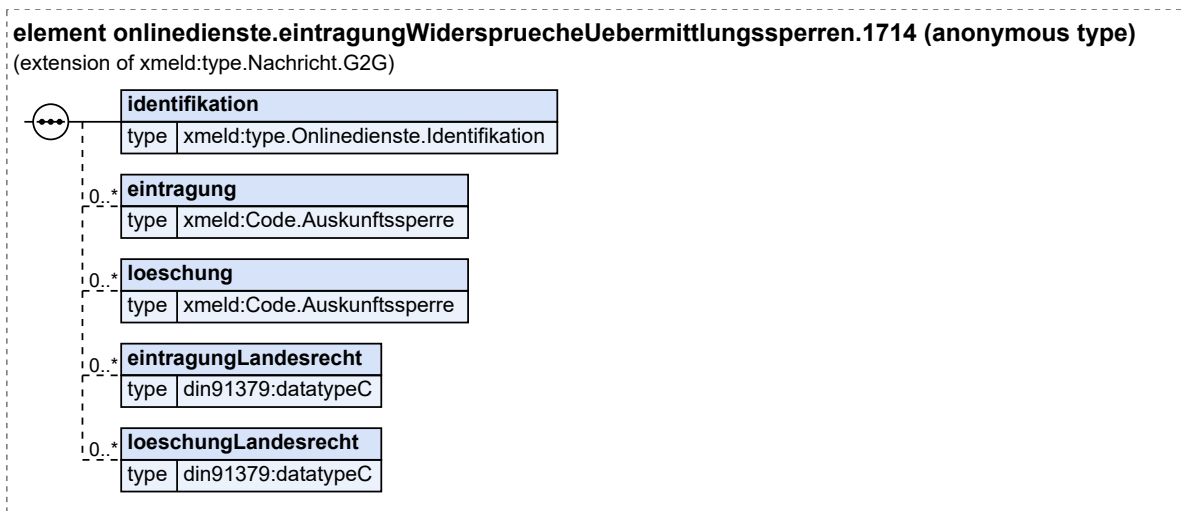 element onlinedienste.eintragungWiderspruecheUebermittlungssperren.1714 (anonymous type)
(extension of xmeld:type.Nachricht.G2G)
identifikation
type xmeld:type.Onlinedienste.Identifikation
0..* eintragung
type xmeld:Code.Auskunftssperre
0..* loeschung
type xmeld:Code.Auskunftssperre
0..* eintragungLandesrecht
type din91379:datatypeC
0..* loeschungLandesrecht
type din91379:datatypeC